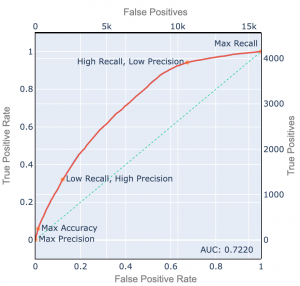 False Positives
0
5k
10k
15k
Max Recall
1
High Recall, Low Precision
4000
0.8
3000
0.6
True Positive Rate
True Positives
0.4
2000
Low Recall, High Precision
0.2
1000
Max Accuracy
0
Max Precision
0
AUC: 0.7220
0
0.2
0.4
0.6
0.8
1
False Positive Rate